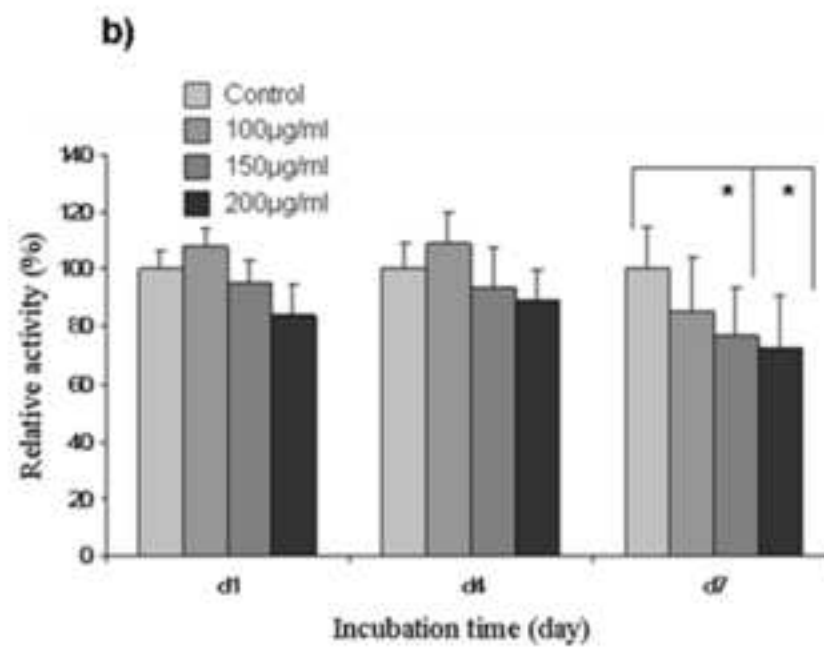 b)
Control
100µg/ml
150µg/ml
200µg/ml
140
120
100
80
60
40
20
0
Relative activity (%)
* *
d1 d4 d7
Incubation time (day)